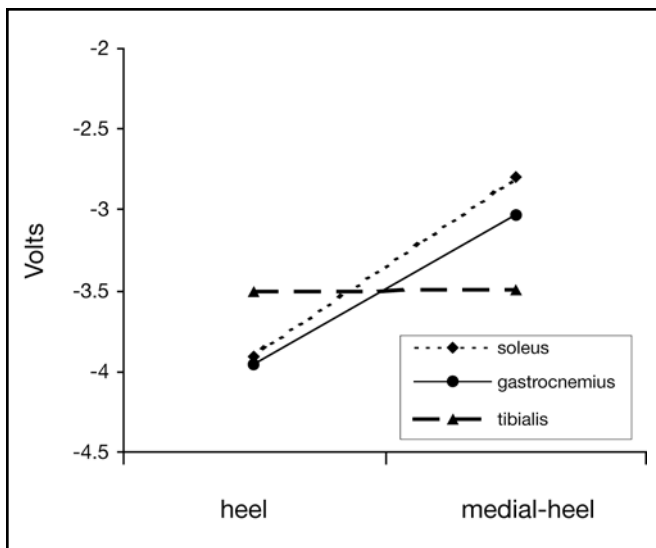 -2
-2.5
-3
-3.5
-4
-4.5
Volts
soleus
gastrocnemius
tibialis
heel medial-heel